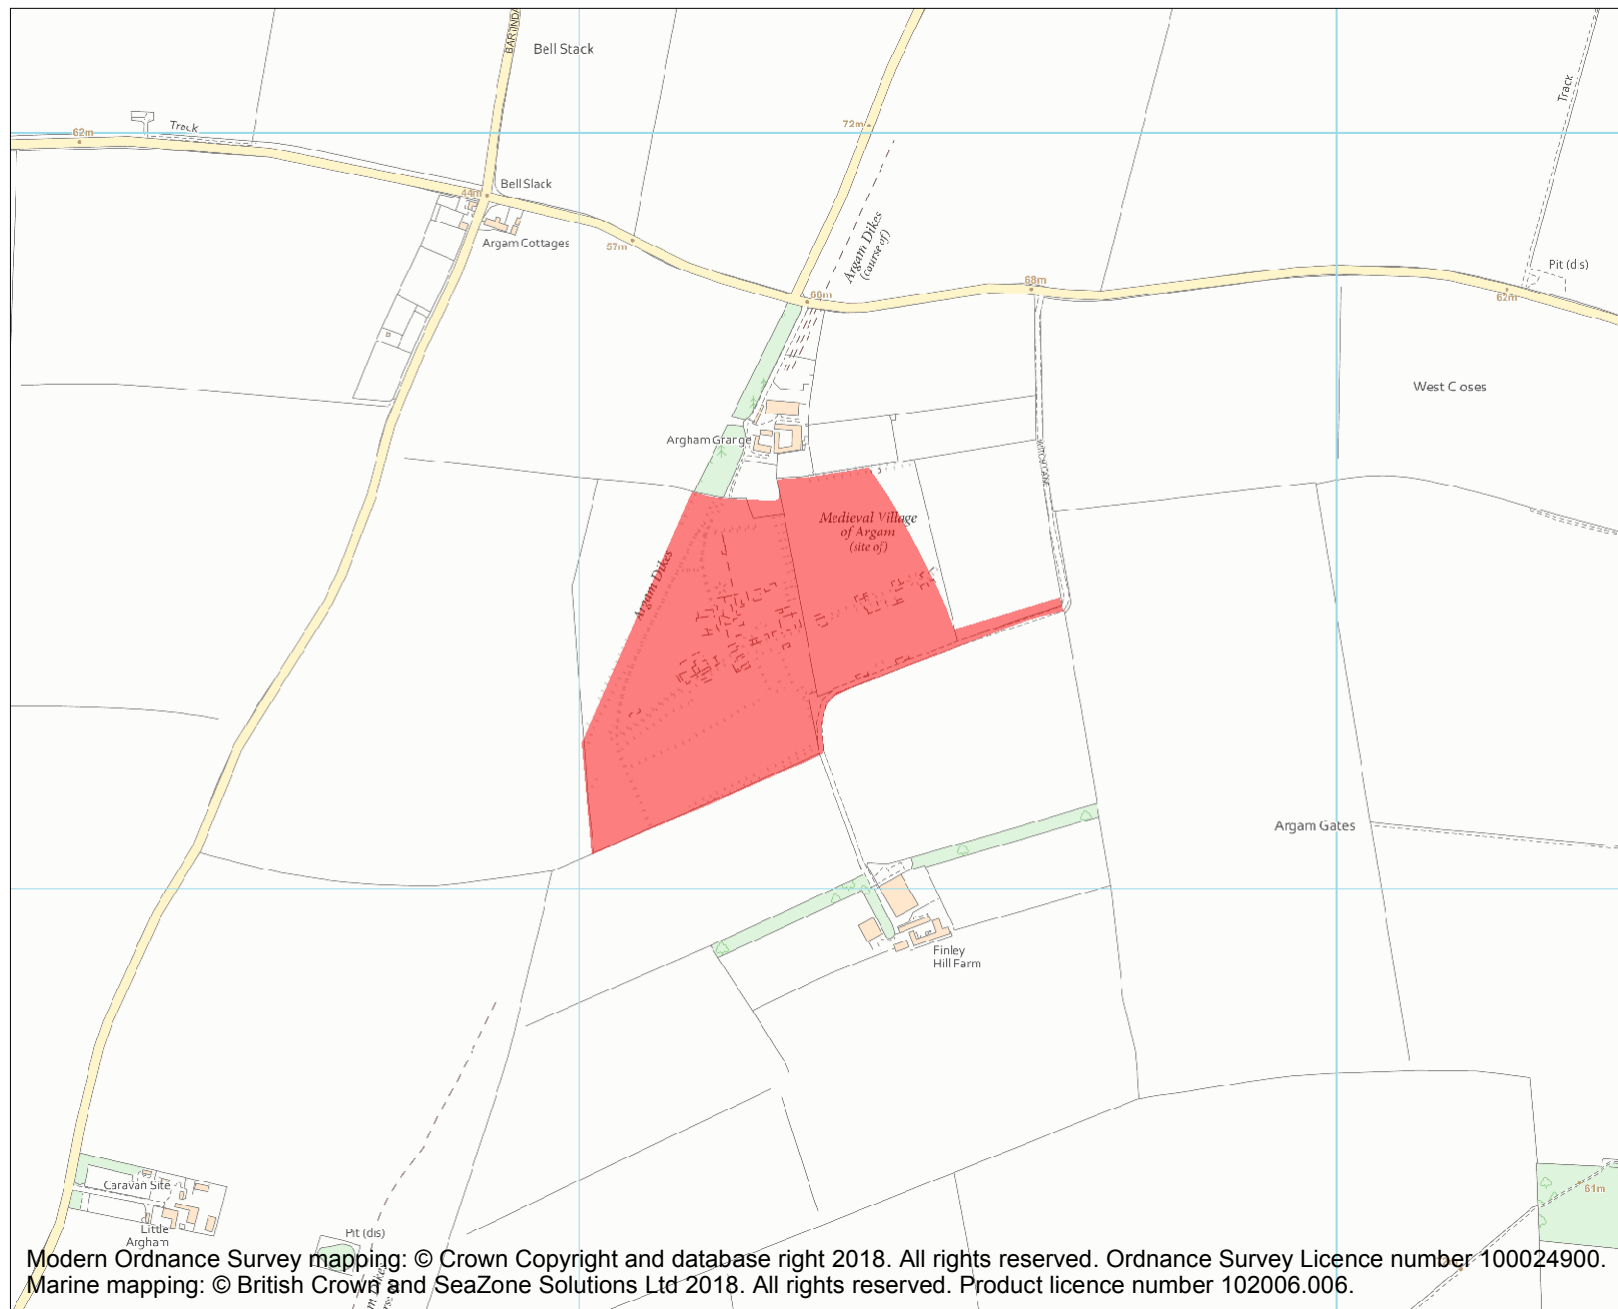 Bell Stack
Track
62m
72m
Track
Bell Slack
44m
Argam Cottages
57m
Argam Dikes
(course of)
Pit (dis)
68m
62m
66m
West C oses
Argham Grange
Medieval Village
of Argam
(site of)
Argam Dikes
Argam Gates
Finley
Hill Farm
Caravan Site
61m
Little
Argham
Pit (dis)
Modern Ordnance Survey mapping: © Crown Copyright and database right 2018. All rights reserved. Ordnance Survey Licence number 100024900.
Marine mapping: © British Crown and SeaZone Solutions Ltd 2018. All rights reserved. Product licence number 102006.006.